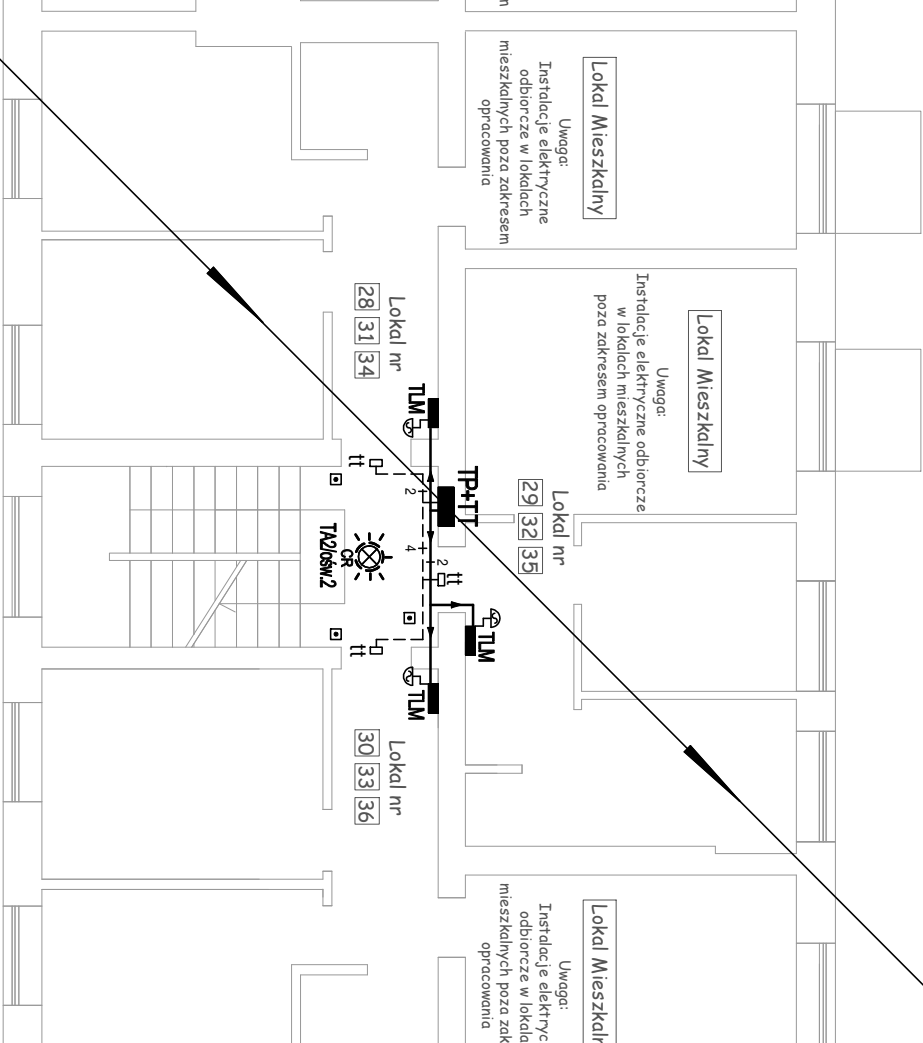 Lokal Mieszkalny
Uwaga:
Instalacje elektryczne
odbiorcze w lokalach
mieszkalnych poza zakresem
opracowania
Lokal Mieszkalny
Uwaga:
Instalacje elektryczne odbiorcze
w lokalach mieszkalnych
poza zakresem opracowania
Lokal nr
28 31 34
Lokal nr
29 32 35
Lokal nr
30 33 36
TLM
TP+TT
tt
2
4
2
tt
CR
TA2/ośw.2
tt
TLM
TLM
Lokal Mieszkaln
Uwaga:
Instalacje elektryc
odbiorcze w lokala
mieszkalnych poza zak
opracowania